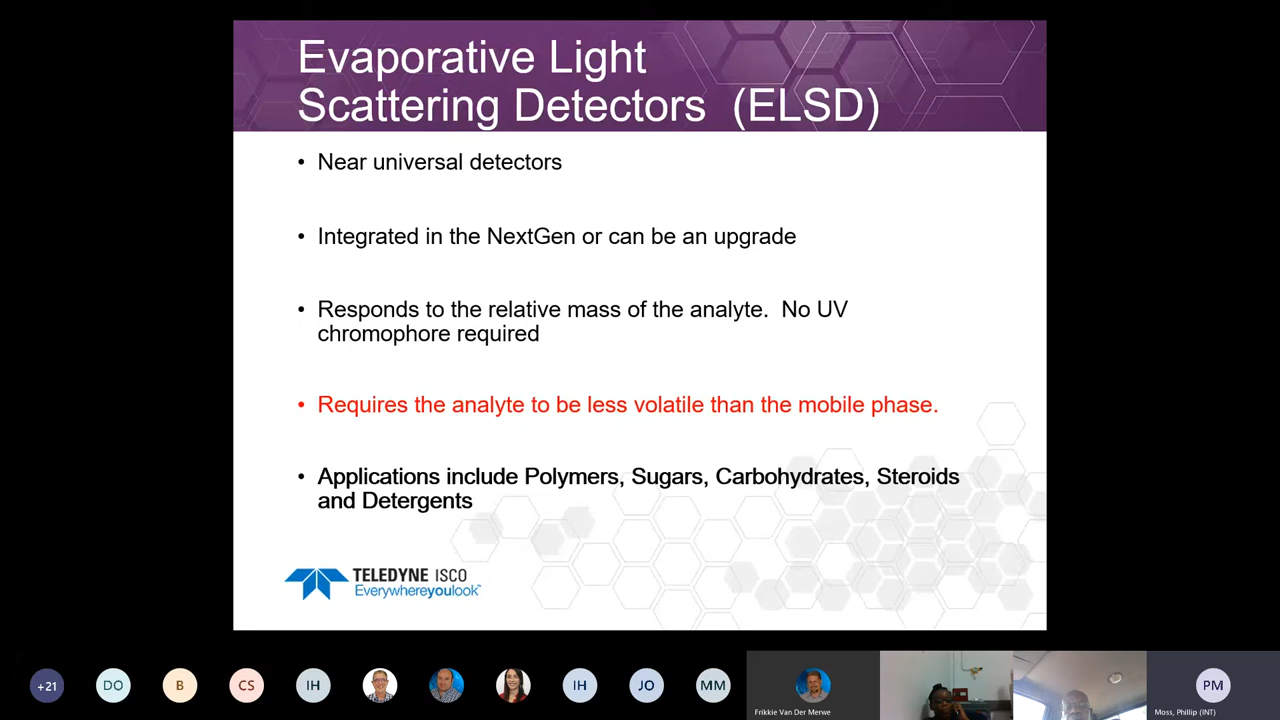 Evaporative Light
Scattering Detectors (ELSD)
• Near universal detectors
• Integrated in the NextGen or can be an upgrade
• Responds to the relative mass of the analyte. No UV
chromophore required
• Requires the analyte to be less volatile than the mobile phase.
• Applications include Polymers, Sugars, Carbohydrates, Steroids
and Detergents
TELEDYNE ISCO
Everywhereyoulook™
+21 DO B CS IH IH JO MM PM
Frikkie Van Der Merwe Moss, Phillip (INT)